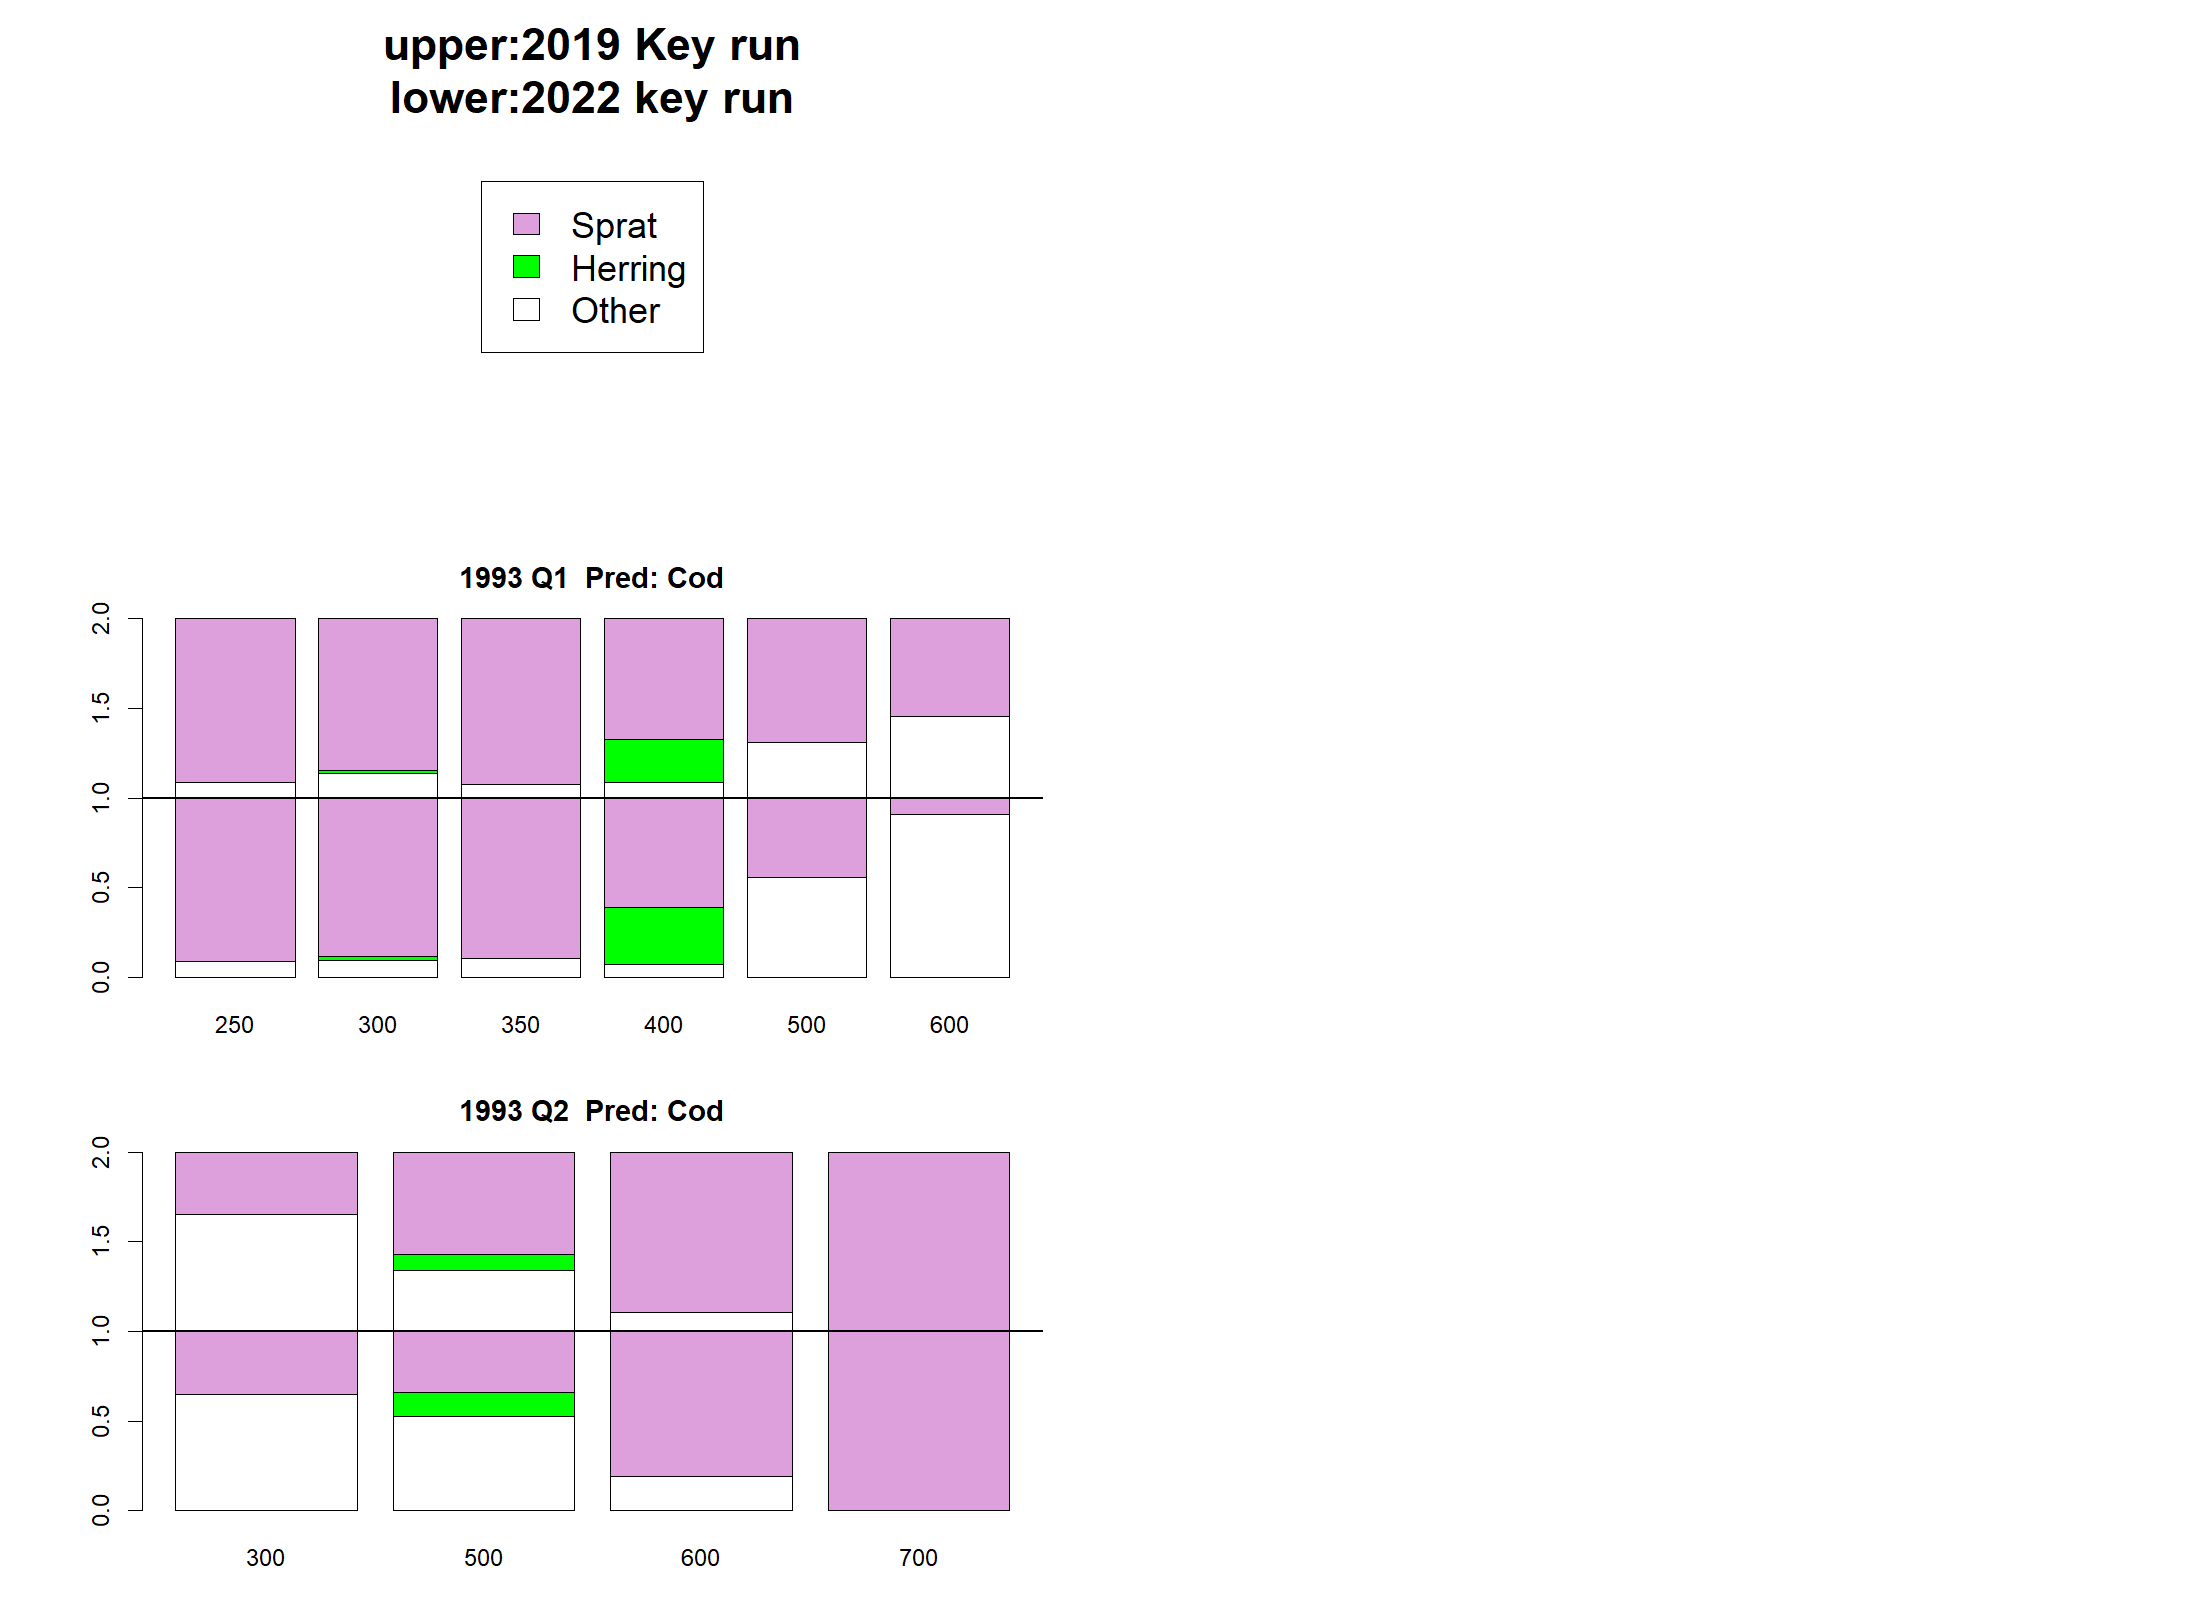 upper:2019 Key run
lower:2022 key run
Sprat
Herring
Other
1993 Q1  Pred: Cod
2.0
1.5
1.0
0.5
0.0
250 300 350 400 500 600
1993 Q2  Pred: Cod
2.0
1.5
1.0
0.5
0.0
300 500 600 700